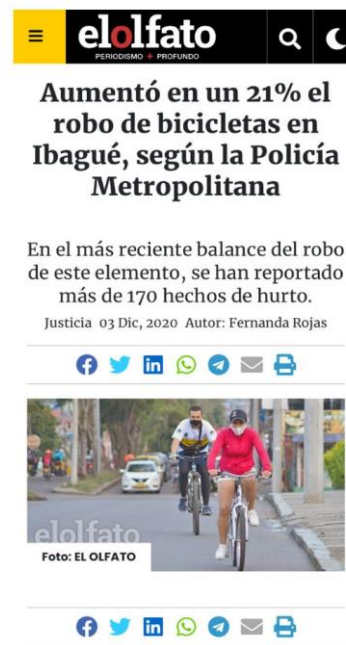 elolfato
PERIODISMO + PROFUNDO
Aumentó en un 21% el
robo de bicicletas en
Ibagué, según la Policía
Metropolitana
En el más reciente balance del robo
de este elemento, se han reportado
más de 170 hechos de hurto.
Justicia 03 Dic, 2020 Autor: Fernanda Rojas
elolfato
Foto: EL OLFATO